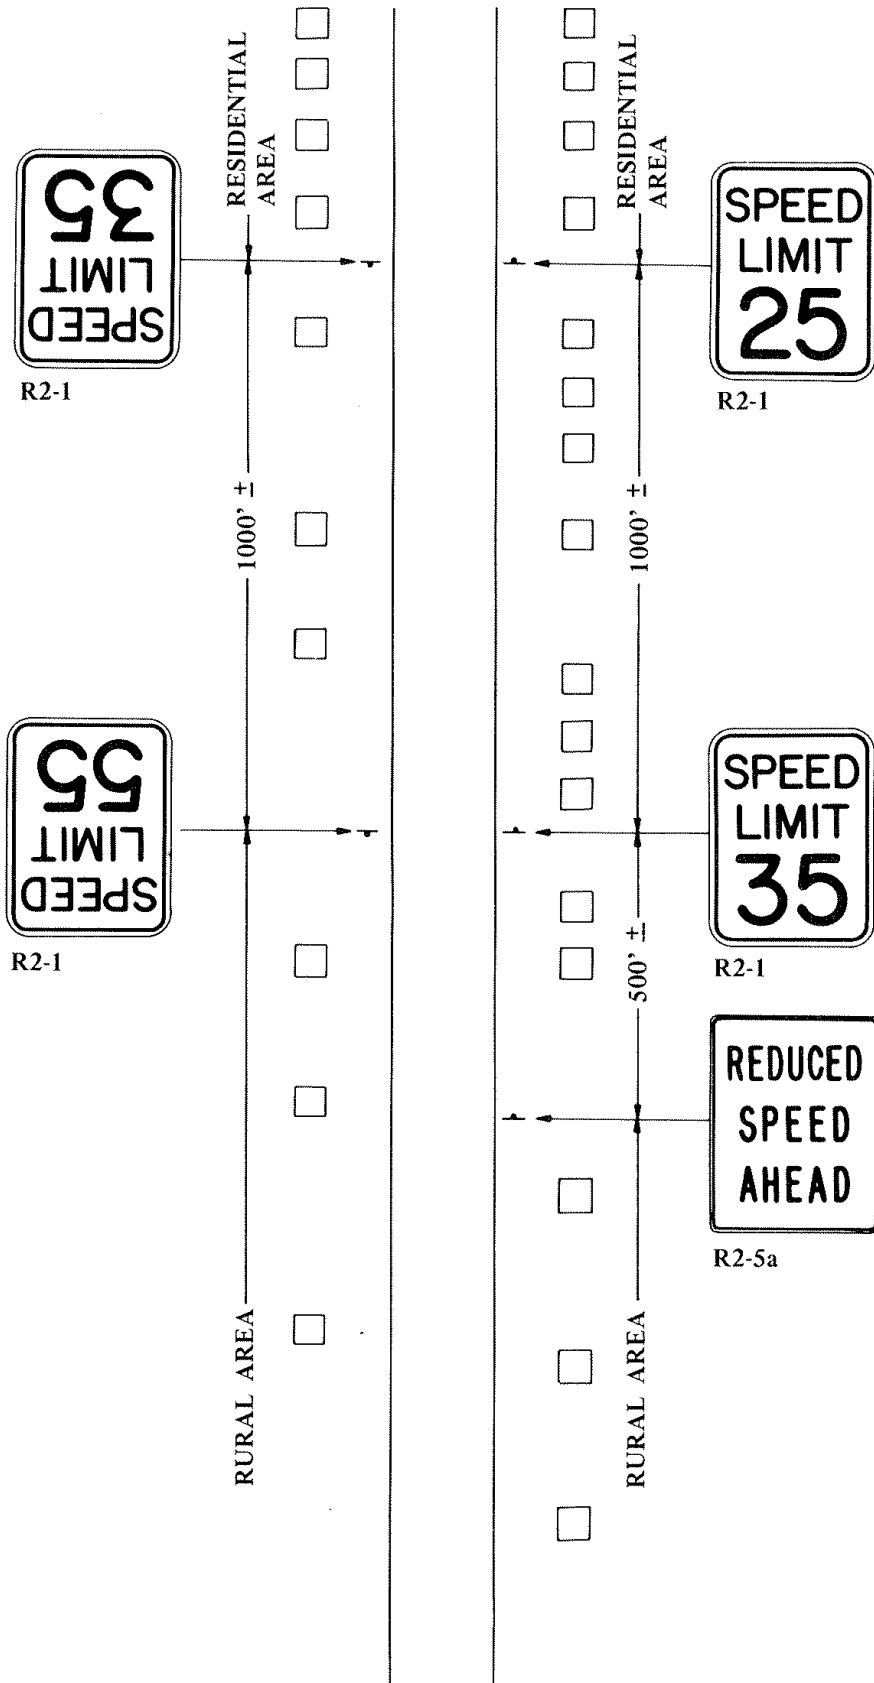 RESIDENTIAL
AREA
RESIDENTIAL
AREA
SPEED
LIMIT
35
R2-1
SPEED
LIMIT
25
R2-1
1000' ±
1000' ±
SPEED
LIMIT
55
R2-1
SPEED
LIMIT
35
R2-1
500' ±
REDUCED
SPEED
AHEAD
R2-5a
RURAL AREA
RURAL AREA